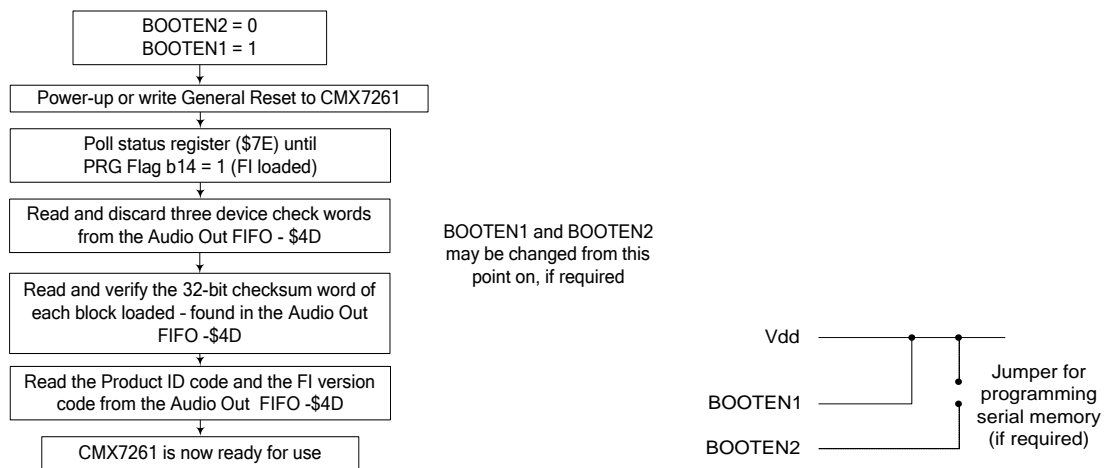 BOOTEN2 = 0
BOOTEN1 = 1
Power-up or write General Reset to CMX7261
Poll status register ($7E) until
PRG Flag b14 = 1 (FI loaded)
Read and discard three device check words
from the Audio Out FIFO - $4D
Read and verify the 32-bit checksum word of
each block loaded - found in the Audio Out
FIFO -$4D
Read the Product ID code and the FI version
code from the Audio Out FIFO -$4D
CMX7261 is now ready for use
BOOTEN1 and BOOTEN2
may be changed from this
point on, if required
Vdd
BOOTEN1
BOOTEN2
Jumper for
programming
serial memory
(if required)